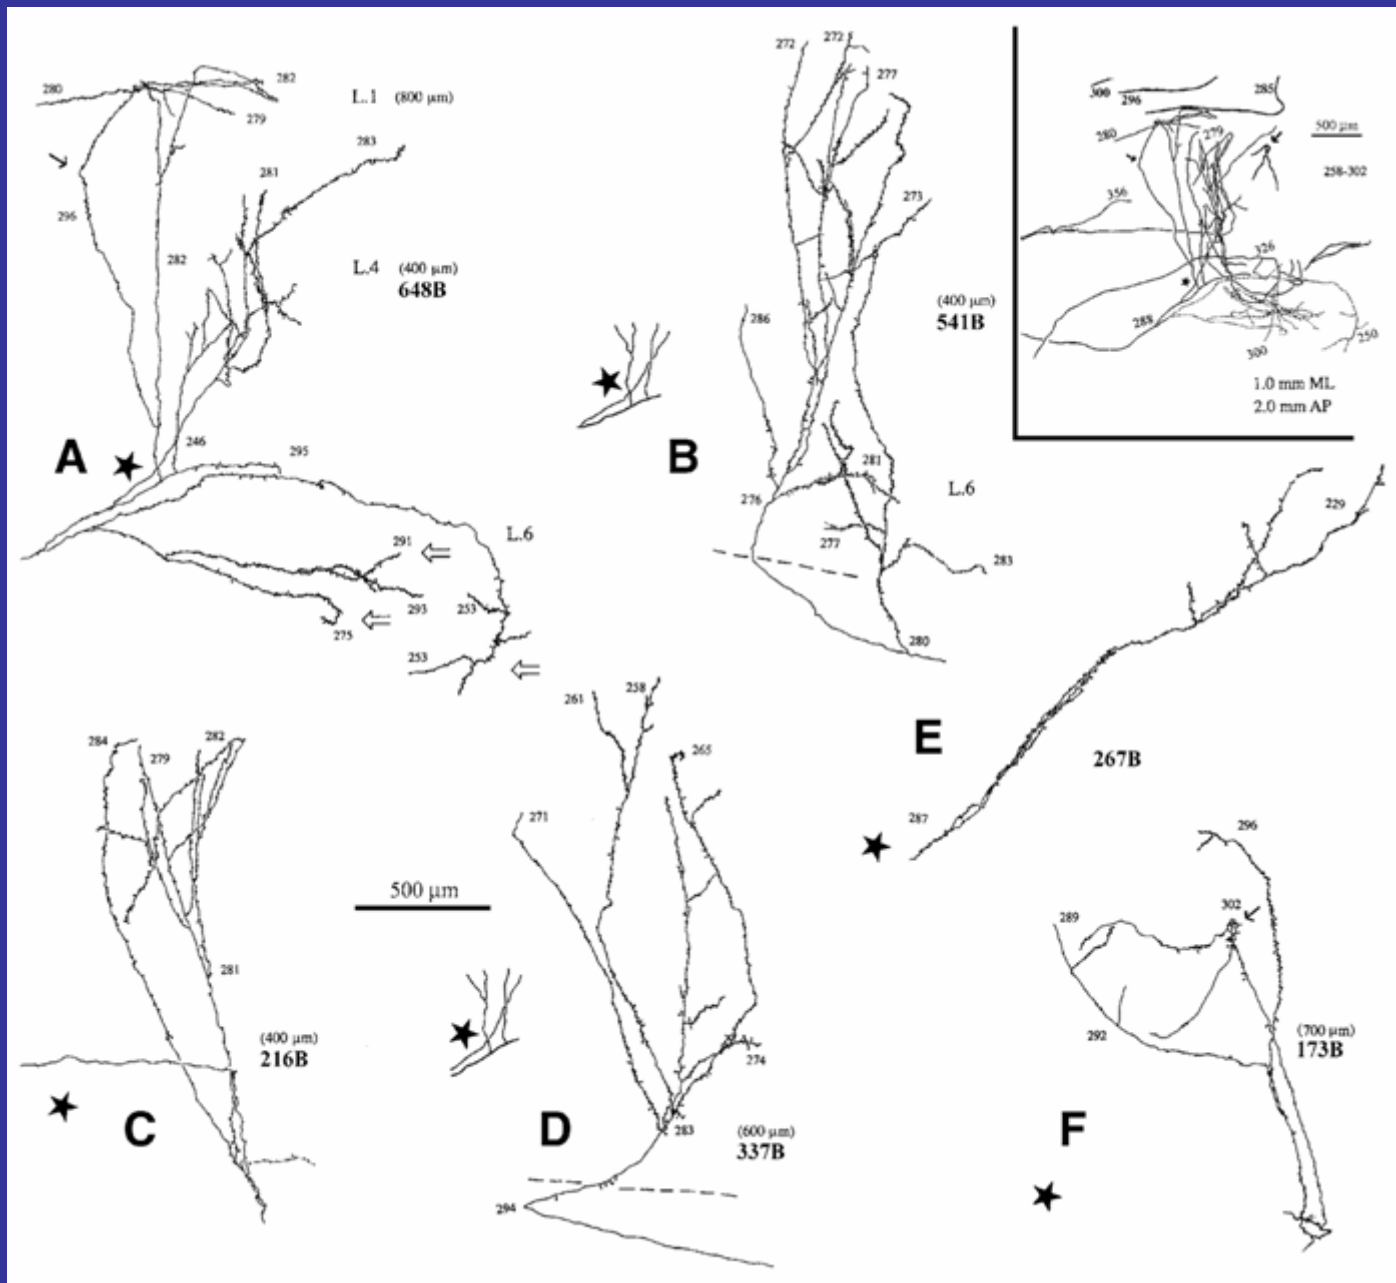 280
282
L.1 (800 µm)
279
283
281
296
282
L.4 (400 µm)
648B
A
246
295
L.6
291
293
253
275
253
272
272
277
273
286
(400 µm)
541B
B
281
276
L.6
277
283
280
300
296
285
280
279
500 µm
258-302
356
326
288
300
250
1.0 mm ML
2.0 mm AP
229
E
267B
287
284
279
282
281
(400 µm)
216B
C
500 µm
261
258
265
271
274
283
D
(600 µm)
337B
294
296
302
289
292
(700 µm)
173B
F